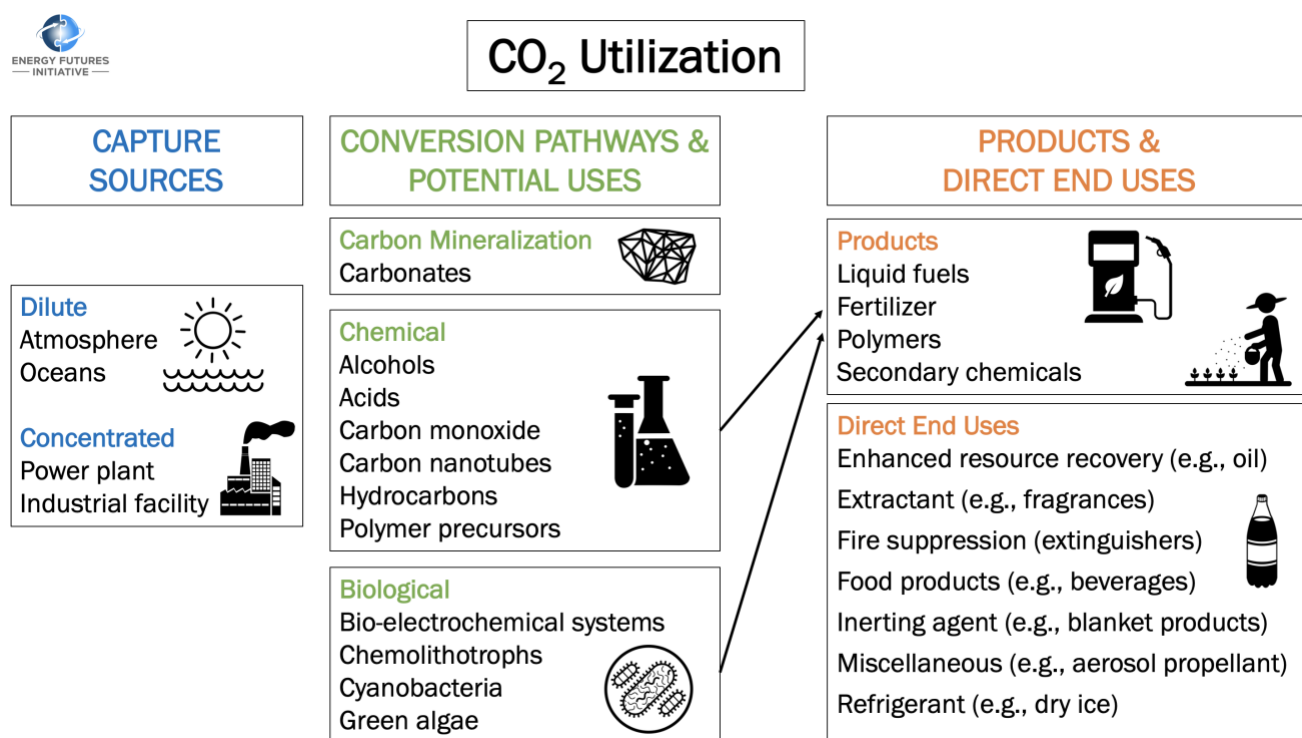 ENERGY FUTURES
INITIATIVE
CO₂ Utilization
CAPTURE
SOURCES
Dilute
Atmosphere
Oceans
Concentrated
Power plant
Industrial facility
CONVERSION PATHWAYS &
POTENTIAL USES
Carbon Mineralization
Carbonates
Chemical
Alcohols
Acids
Carbon monoxide
Carbon nanotubes
Hydrocarbons
Polymer precursors
Biological
Bio-electrochemical systems
Chemolithotrophs
Cyanobacteria
Green algae
PRODUCTS &
DIRECT END USES
Products
Liquid fuels
Fertilizer
Polymers
Secondary chemicals
Direct End Uses
Enhanced resource recovery (e.g., oil)
Extractant (e.g., fragrances)
Fire suppression (extinguishers)
Food products (e.g., beverages)
Inerting agent (e.g., blanket products)
Miscellaneous (e.g., aerosol propellant)
Refrigerant (e.g., dry ice)